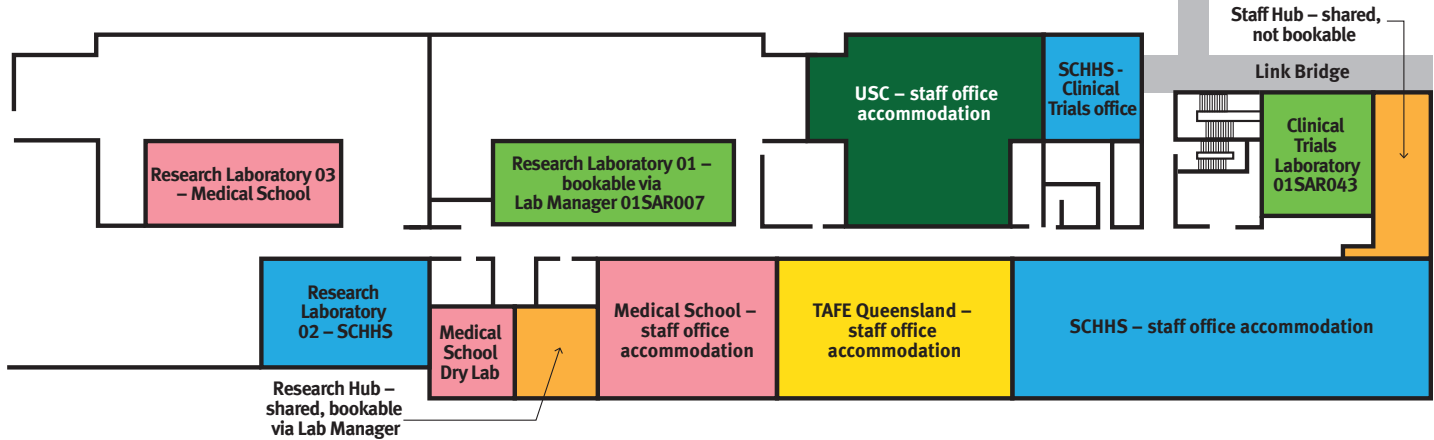 Staff Hub – shared,
not bookable
Link Bridge
USC – staff office
accommodation
SCHHS -
Clinical
Trials office
Clinical
Trials
Laboratory
01SAR043
Research Laboratory 03
– Medical School
Research Laboratory 01 –
bookable via
Lab Manager 01SAR007
Research
Laboratory
02 – SCHHS
Medical
School
Dry Lab
Medical School –
staff office
accommodation
TAFE Queensland –
staff office
accommodation
SCHHS – staff office accommodation
Research Hub –
shared, bookable
via Lab Manager